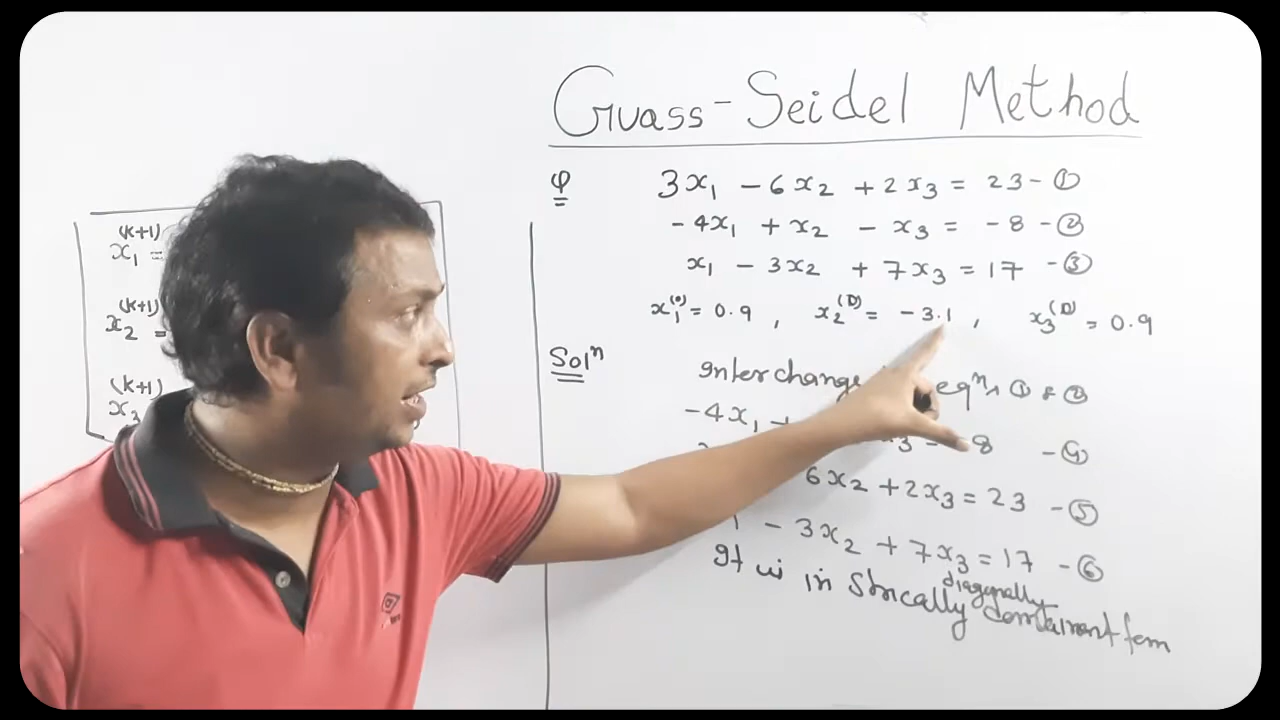 Guass-Seidel Method
φ 3x₁ - 6x₂ + 2x₃ = 23 - ①
-4x₁ + x₂ - x₃ = -8 - ②
x₁ - 3x₂ + 7x₃ = 17 - ③
x₁⁽⁰⁾ = 0.9 , x₂⁽⁰⁾ = -3.1 , x₃⁽⁰⁾ = 0.9
Solⁿ
Interchange eqⁿs ① & ②
-4x₁ + x₃ = 8 - ④
6x₂ + 2x₃ = 23 - ⑤
- 3x₂ + 7x₃ = 17 - ⑥
It is in Strically diagonally dominant form
x₁⁽ᵏ⁺¹⁾ =
x₂⁽ᵏ⁺¹⁾ =
x₃⁽ᵏ⁺¹⁾